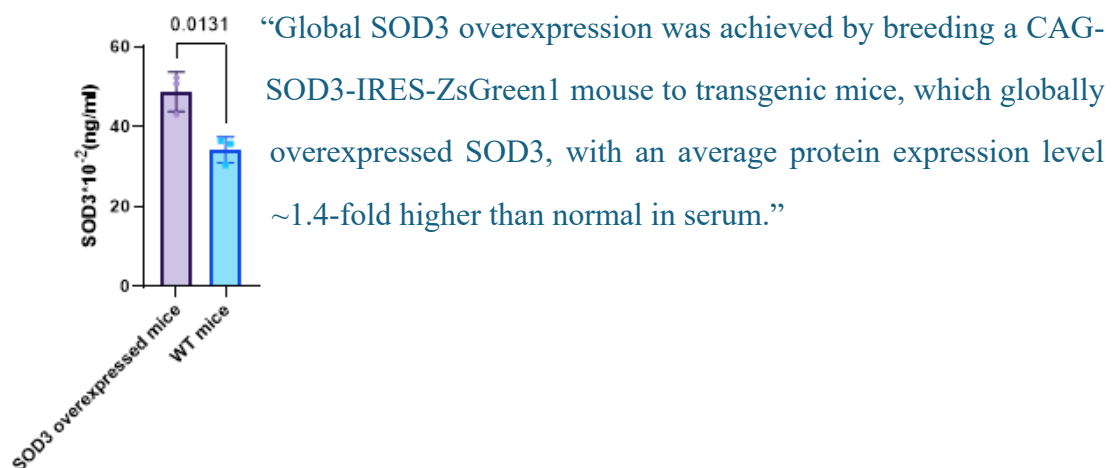 0.0131
60
40
20
0
SOD3*10⁻²(ng/ml)
SOD3 overexpressed mice
WT mice
“Global SOD3 overexpression was achieved by breeding a CAG-
SOD3-IRES-ZsGreen1 mouse to transgenic mice, which globally
overexpressed SOD3, with an average protein expression level
~1.4-fold higher than normal in serum.”